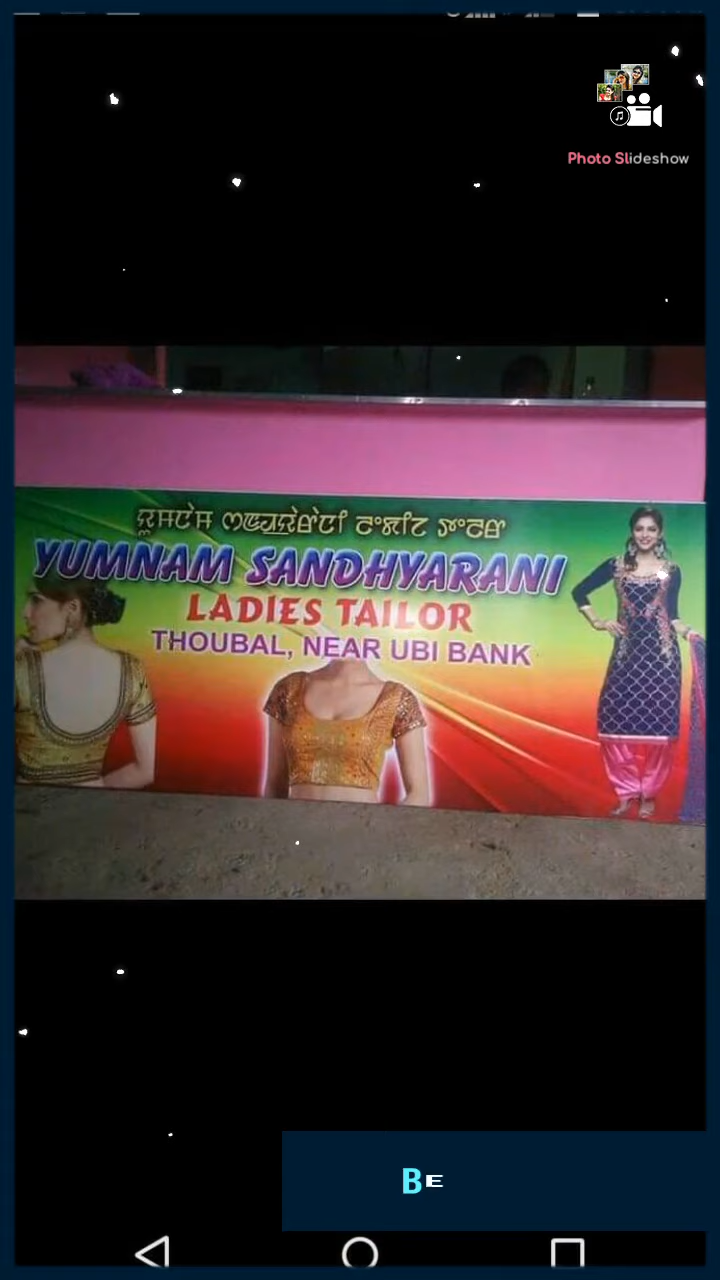 Photo Slideshow
YUMNAM SANDHYARANI
LADIES TAILOR
THOUBAL, NEAR UBI BANK
BE